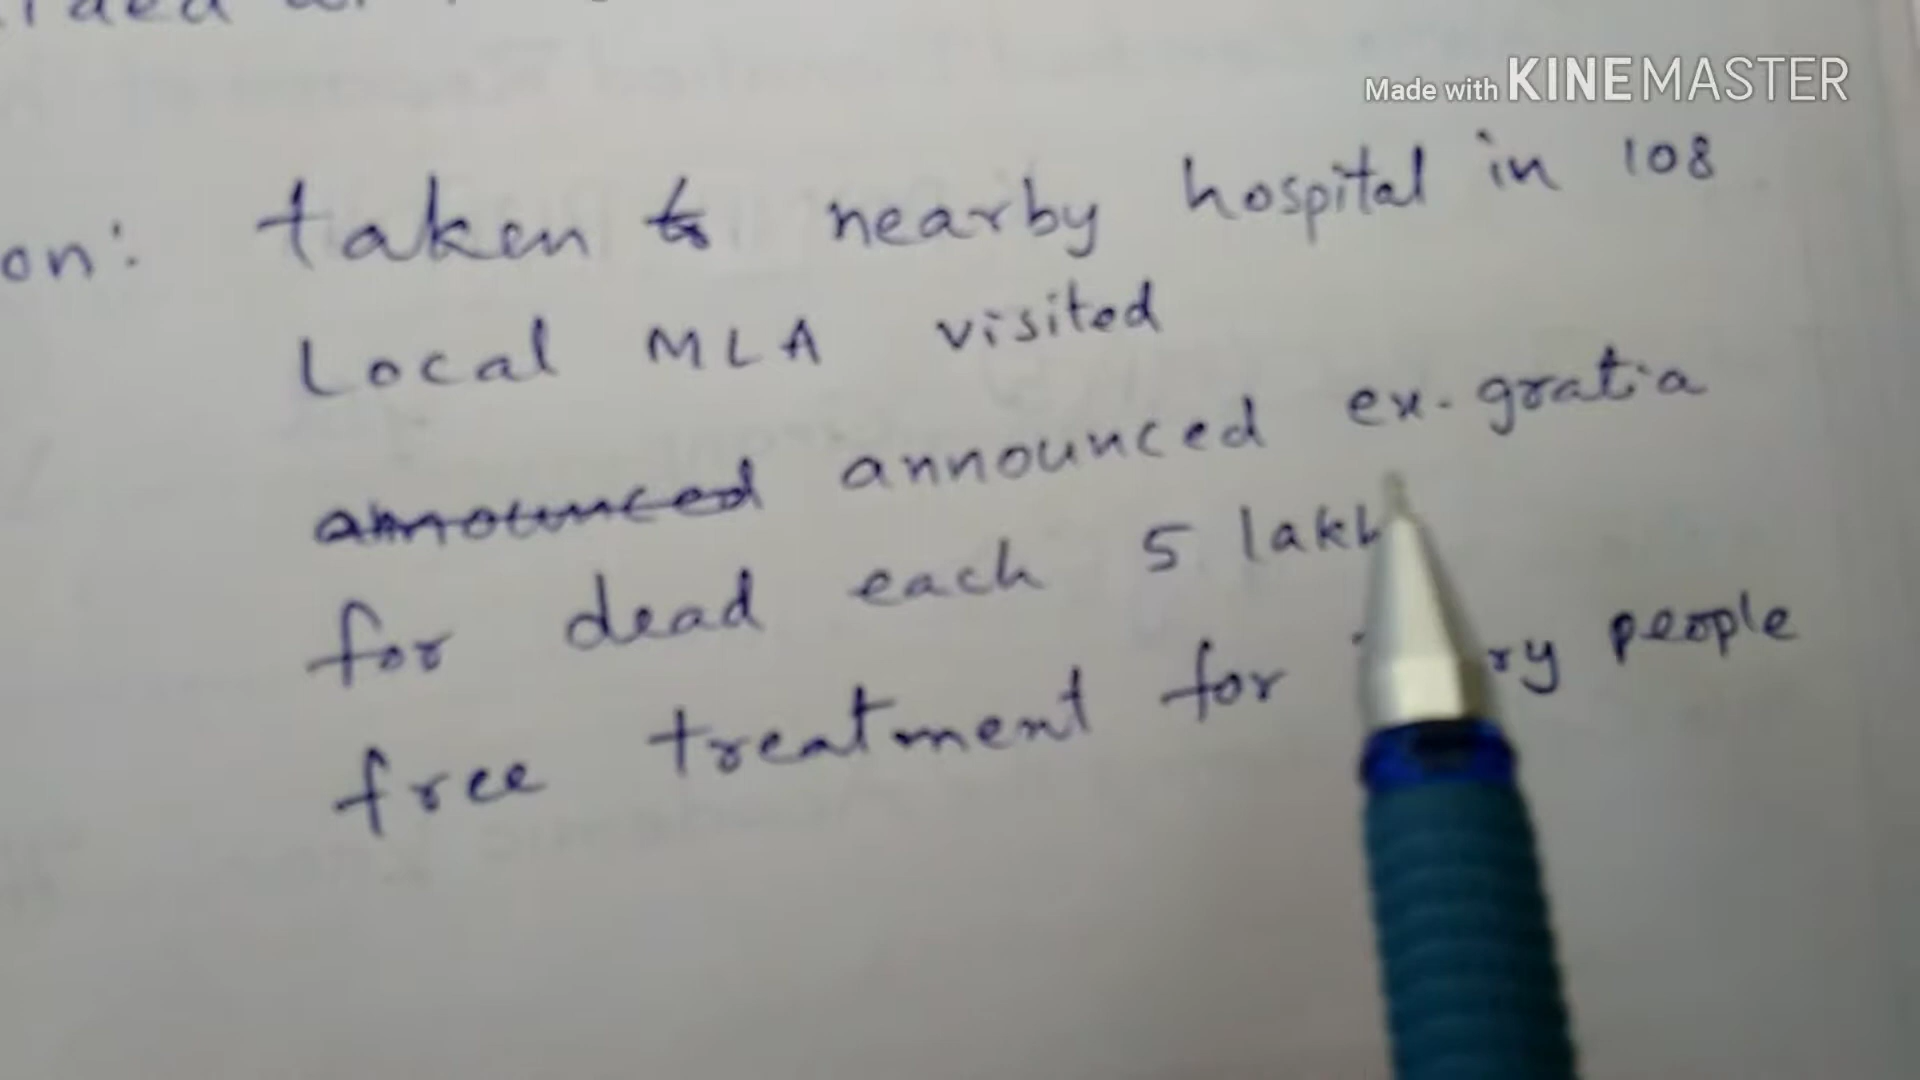 Made with KINEMASTER
on: taken to nearby hospital in 108
Local MLA visited
announced announced ex-gratia
for dead each 5 lakh
free treatment for people